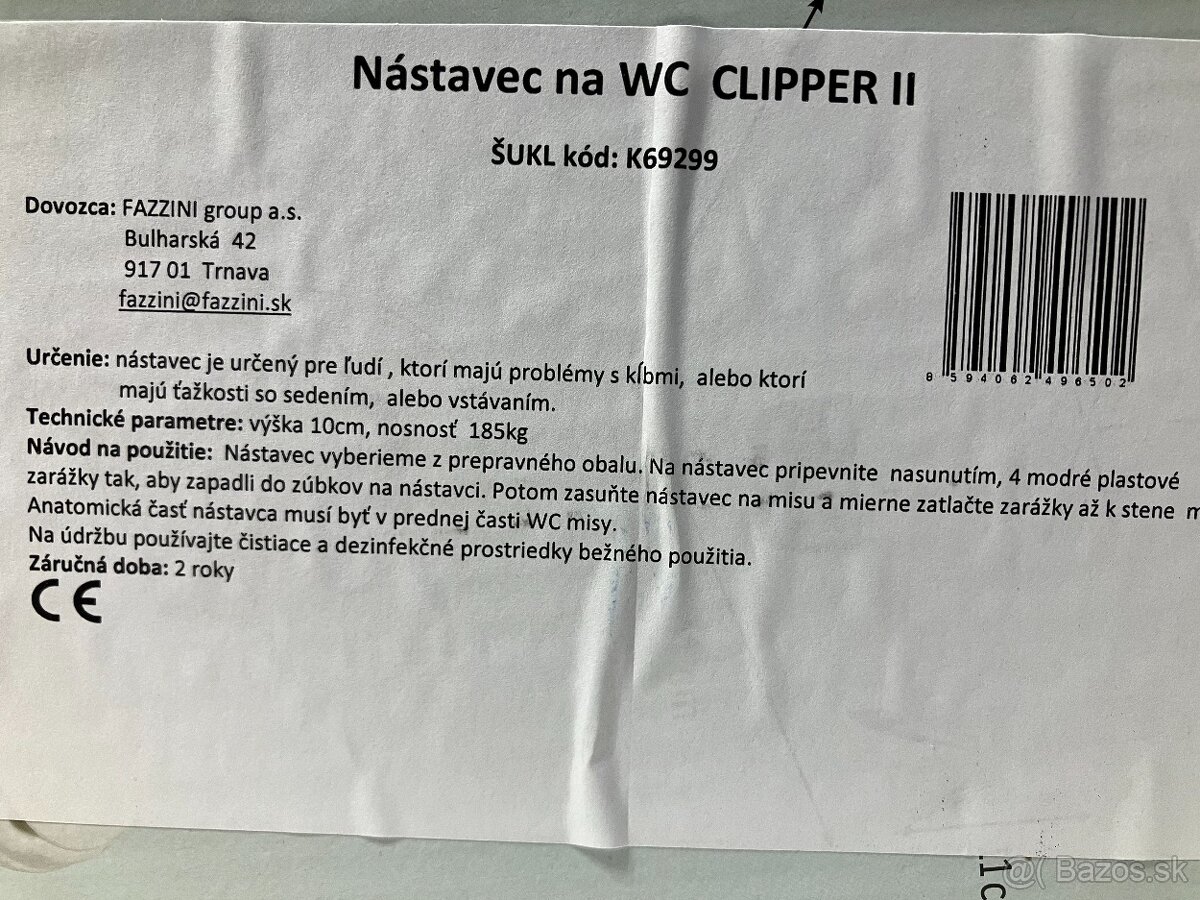 Nástavec na WC CLIPPER II
ŠUKL kód: K69299
Dovozca: FAZZINI group a.s.
Bulharská 42
917 01 Trnava
fazzini@fazzini.sk
8 594062 496502
Určenie: nástavec je určený pre ľudí , ktorí majú problémy s kĺbmi, alebo ktorí
majú ťažkosti so sedením, alebo vstávaním.
Technické parametre: výška 10cm, nosnosť 185kg
Návod na použitie: Nástavec vyberieme z prepravného obalu. Na nástavec pripevnite nasunutím, 4 modré plastové
zarážky tak, aby zapadli do zúbkov na nástavci. Potom zasuňte nástavec na misu a mierne zatlačte zarážky až k stene m
Anatomická časť nástavca musí byť v prednej časti WC misy.
Na údržbu používajte čistiace a dezinfekčné prostriedky bežného použitia.
Záručná doba: 2 roky
CE
@( Bazos.sk